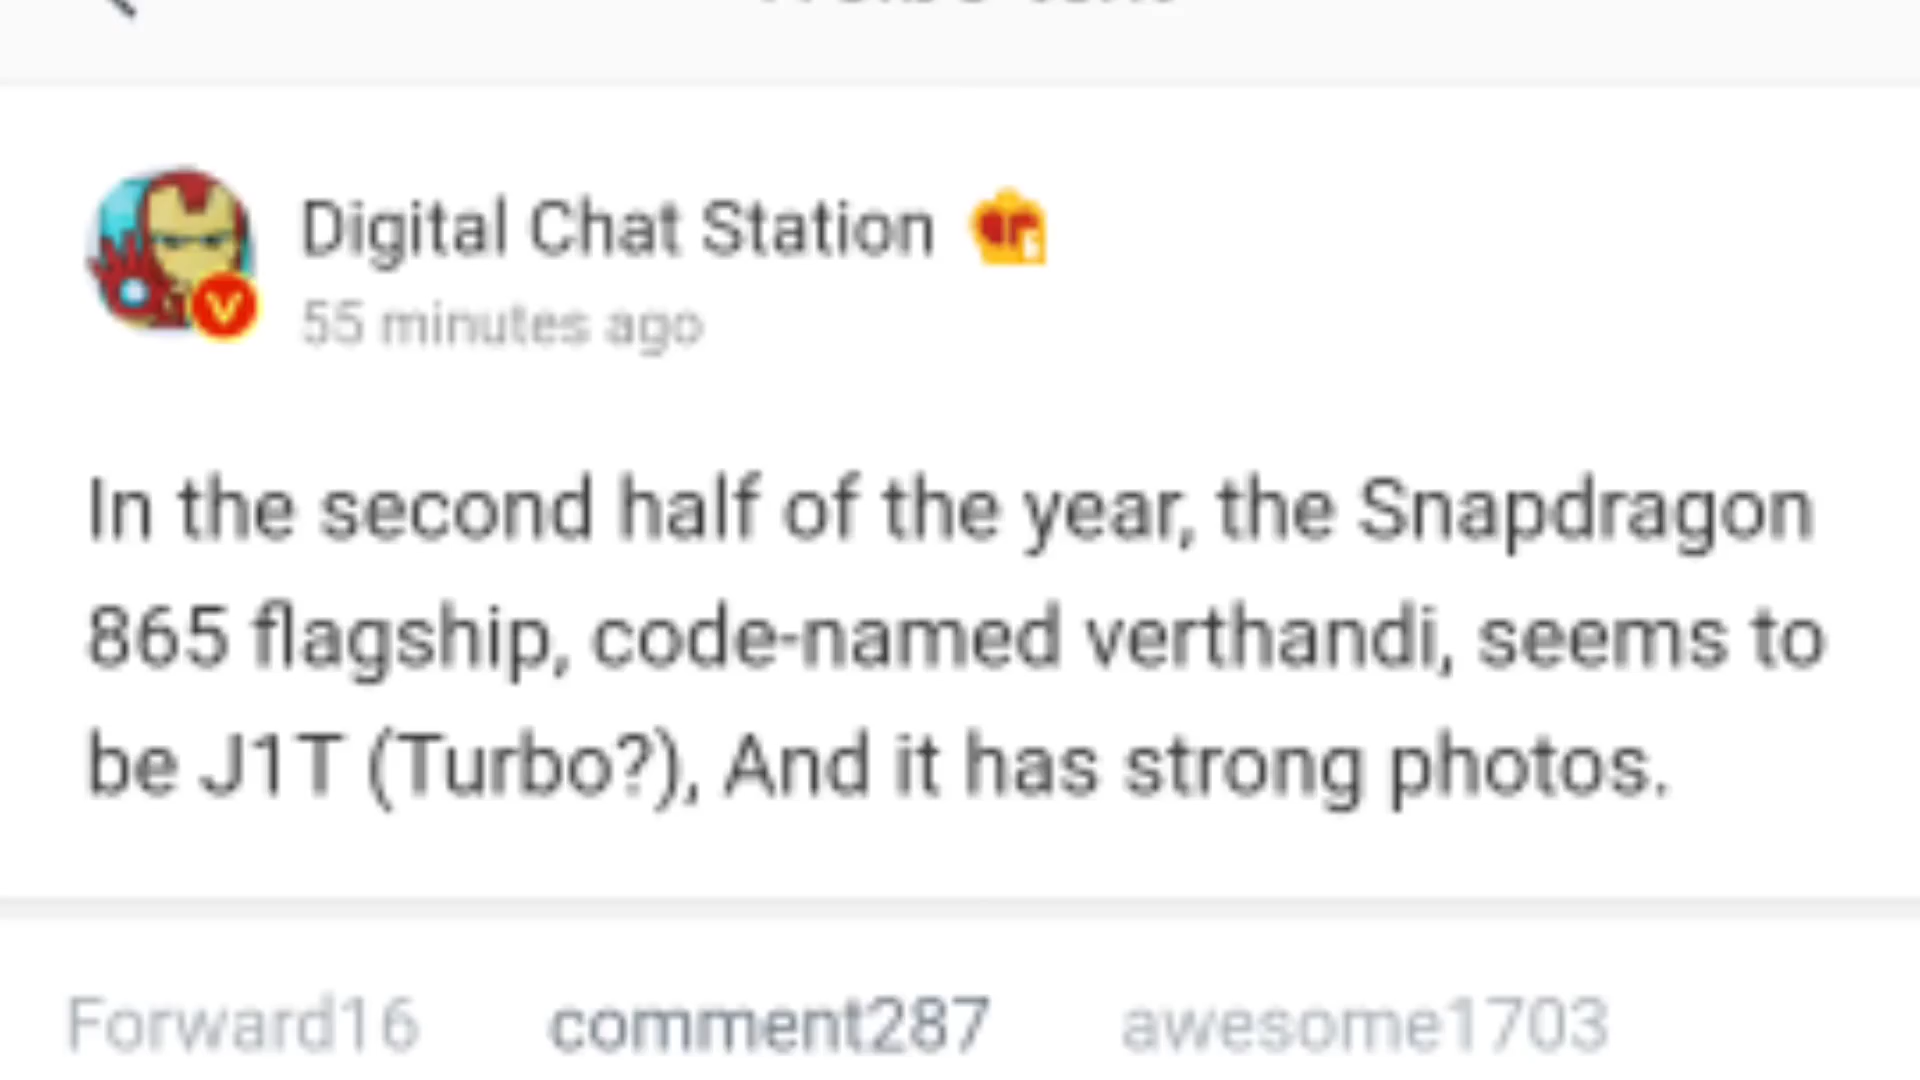 Digital Chat Station
55 minutes ago
In the second half of the year, the Snapdragon
865 flagship, code-named verthandi, seems to
be J1T (Turbo?), And it has strong photos.
Forward16 comment287 awesome1703